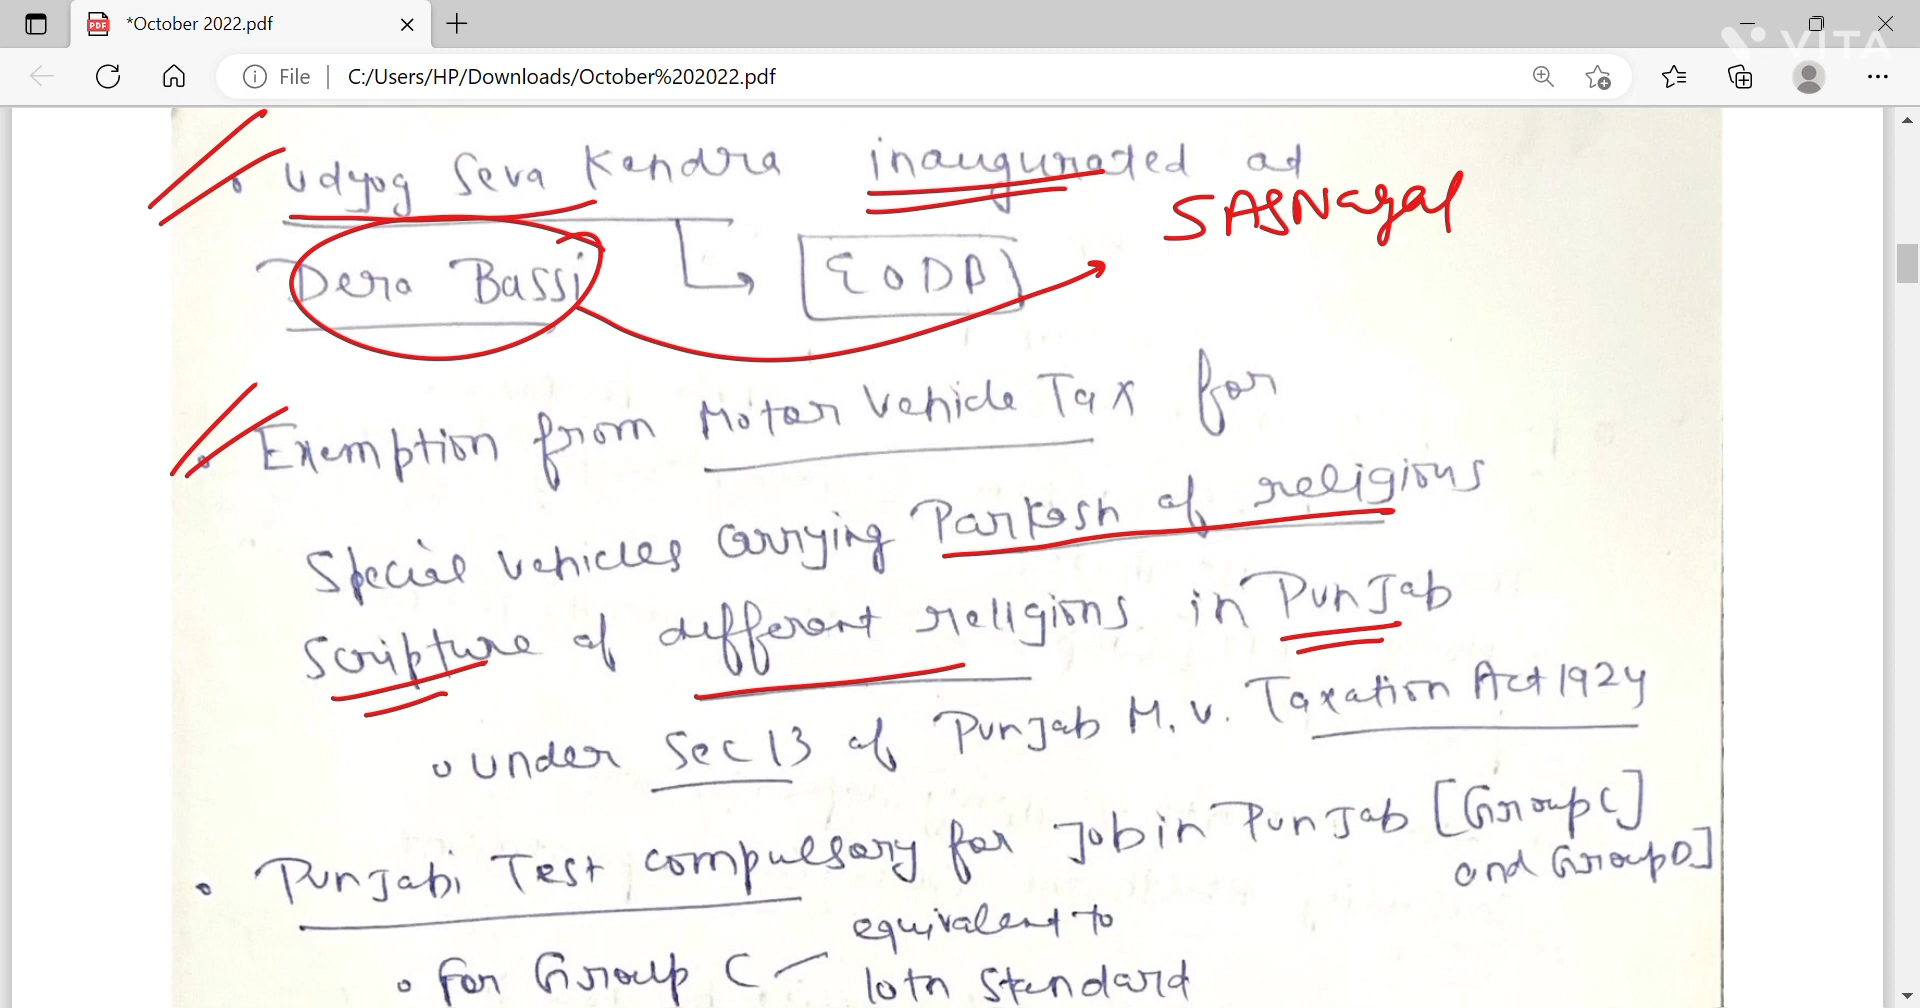 *October 2022.pdf
VITA
File | C:/Users/HP/Downloads/October%202022.pdf
• Udyog Seva Kendra inaugurated at
SASNagar
Dera Bassi [EODB]
• Exemption from Motor Vehicle Tax for
Special vehicles carrying Parkash of religious
Scripture of different religions in Punjab
o under Sec 13 of Punjab M.V. Taxation Act 1924
• Punjabi Test compulsory for Job in Punjab [Group C]
and Group D]
equivalent to
o for Group C – 10th Standard